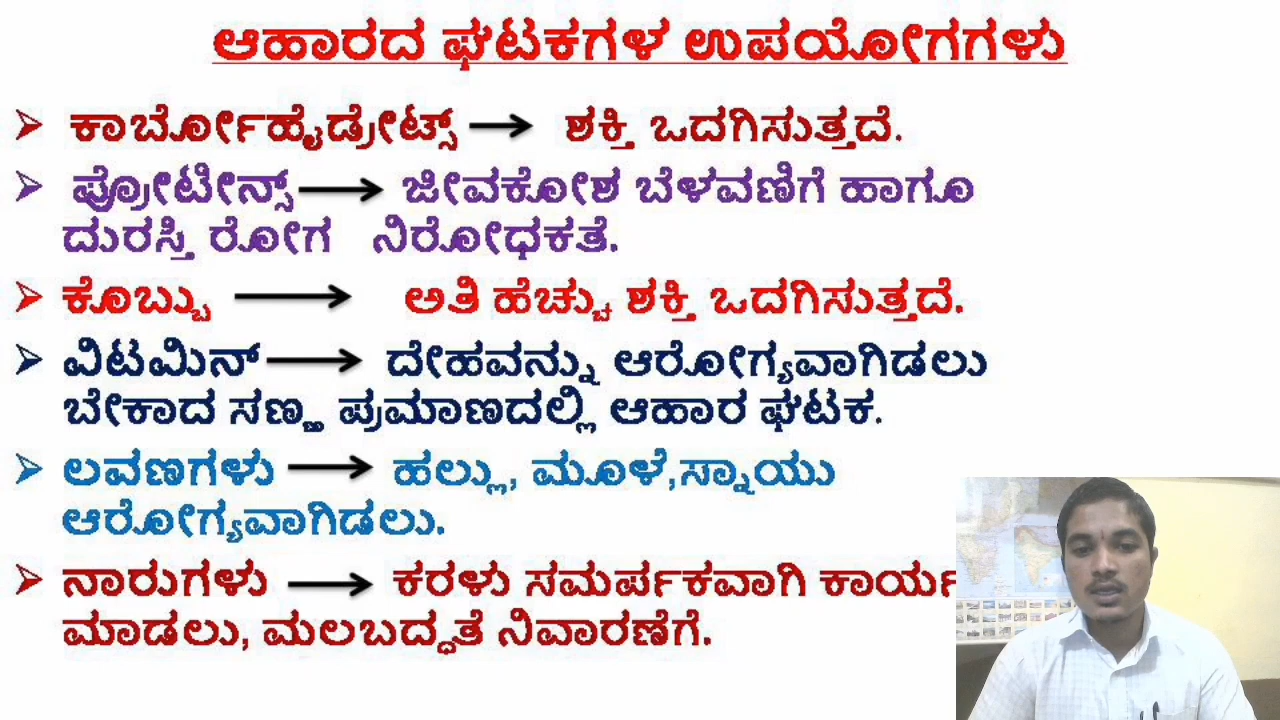 ಆಹಾರದ ಘಟಕಗಳ ಉಪಯೋಗಗಳು
ಕಾರ್ಬೋಹೈಡ್ರೇಟ್ಸ್ → ಶಕ್ತಿ ಒದಗಿಸುತ್ತದೆ.
ಪ್ರೋಟೀನ್ಸ್ → ಜೀವಕೋಶ ಬೆಳವಣಿಗೆ ಹಾಗೂ
ದುರಸ್ತಿ ರೋಗ ನಿರೋಧಕತೆ.
ಕೊಬ್ಬು → ಅತಿ ಹೆಚ್ಚು ಶಕ್ತಿ ಒದಗಿಸುತ್ತದೆ.
ವಿಟಮಿನ್ → ದೇಹವನ್ನು ಆರೋಗ್ಯವಾಗಿಡಲು
ಬೇಕಾದ ಸಣ್ಣ ಪ್ರಮಾಣದಲ್ಲಿ ಆಹಾರ ಘಟಕ.
ಲವಣಗಳು → ಹಲ್ಲು, ಮೂಳೆ,ಸ್ನಾಯು
ಆರೋಗ್ಯವಾಗಿಡಲು.
ನಾರುಗಳು → ಕರಳು ಸಮರ್ಪಕವಾಗಿ ಕಾರ್ಯ
ಮಾಡಲು, ಮಲಬದ್ಧತೆ ನಿವಾರಣೆಗೆ.